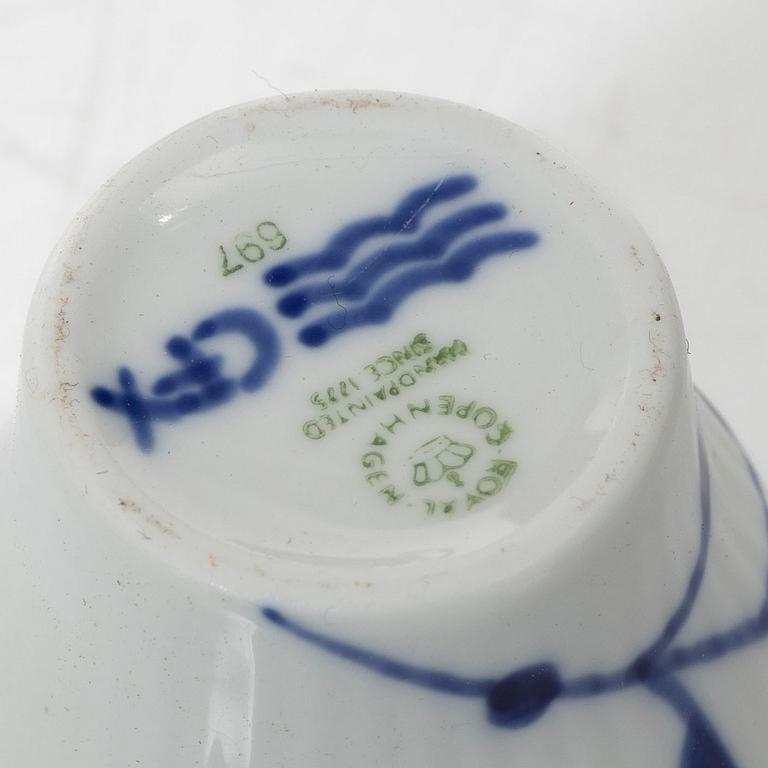 697
ROYAL COPENHAGEN
HANDPAINTED
SINCE 1775